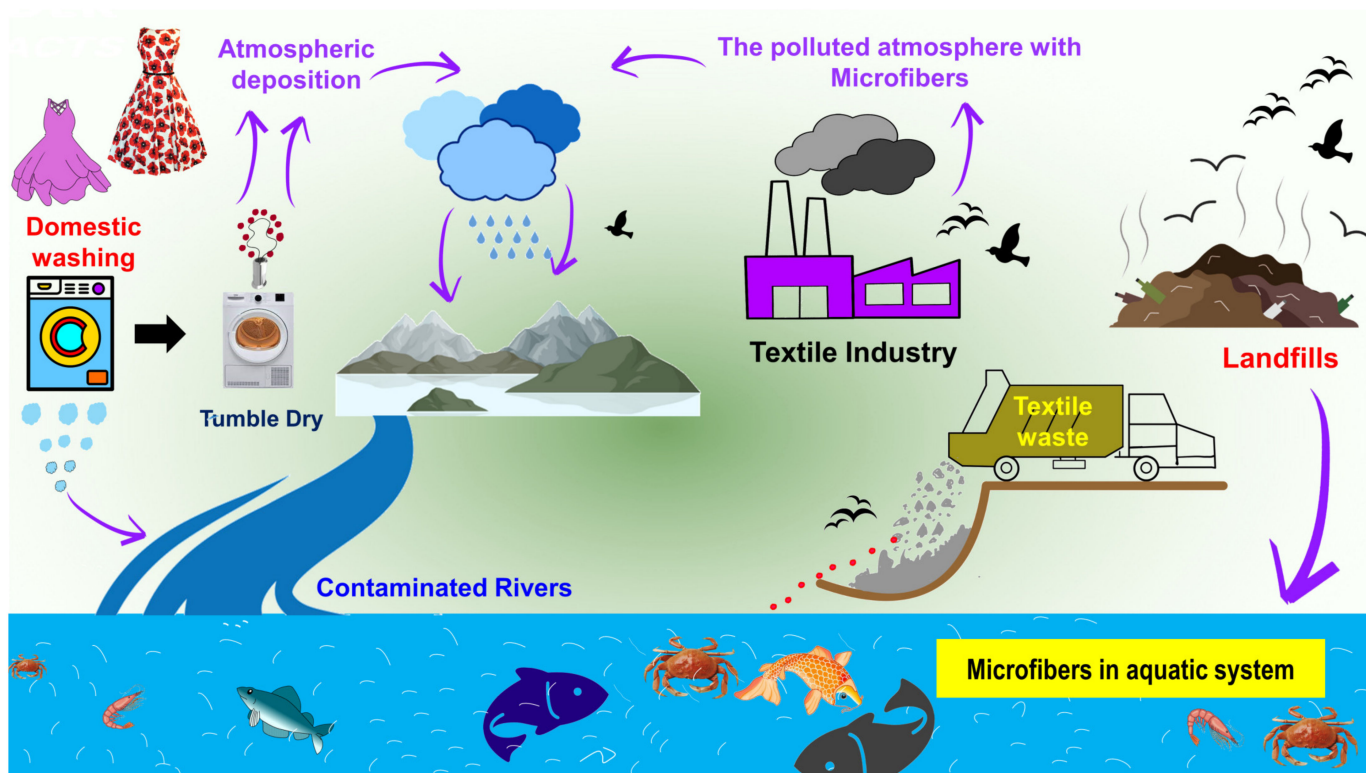 Atmospheric
deposition
The polluted atmosphere with
Microfibers
Domestic
washing
Tumble Dry
Textile Industry
Landfills
Textile
waste
Contaminated Rivers
Microfibers in aquatic system